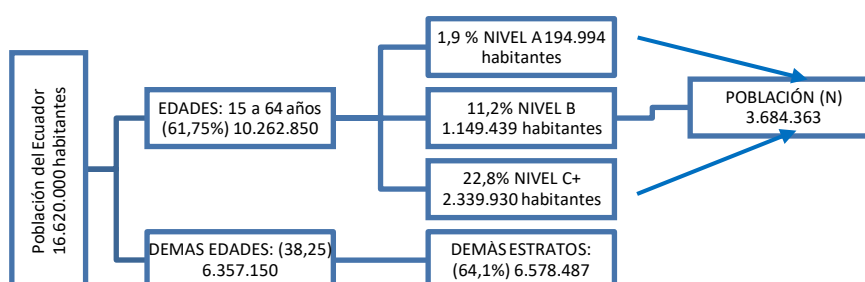 Población del Ecuador
16.620.000 habitantes
EDADES: 15 a 64 años
(61,75%) 10.262.850
1,9 % NIVEL A 194.994
habitantes
11,2% NIVEL B
1.149.439 habitantes
22,8% NIVEL C+
2.339.930 habitantes
POBLACIÓN (N)
3.684.363
DEMAS EDADES: (38,25)
6.357.150
DEMÀS ESTRATOS:
(64,1%) 6.578.487